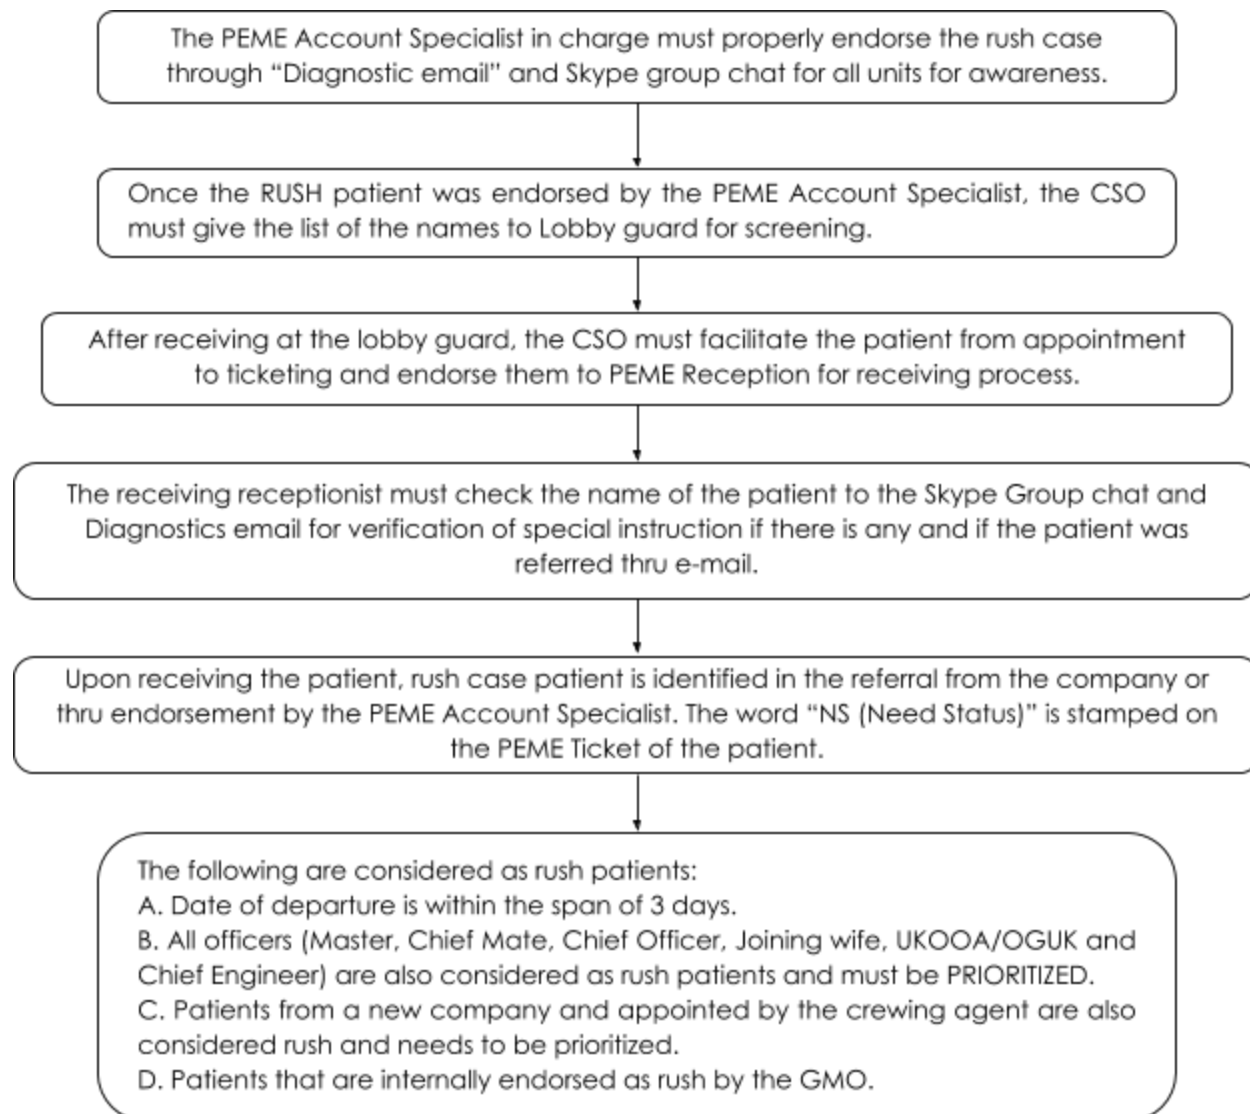 The PEME Account Specialist in charge must properly endorse the rush case
through “Diagnostic email” and Skype group chat for all units for awareness.
Once the RUSH patient was endorsed by the PEME Account Specialist, the CSO
must give the list of the names to Lobby guard for screening.
After receiving at the lobby guard, the CSO must facilitate the patient from appointment
to ticketing and endorse them to PEME Reception for receiving process.
The receiving receptionist must check the name of the patient to the Skype Group chat and
Diagnostics email for verification of special instruction if there is any and if the patient was
referred thru e-mail.
Upon receiving the patient, rush case patient is identified in the referral from the company or
thru endorsement by the PEME Account Specialist. The word “NS (Need Status)” is stamped on
the PEME Ticket of the patient.
The following are considered as rush patients:
A. Date of departure is within the span of 3 days.
B. All officers (Master, Chief Mate, Chief Officer, Joining wife, UKOOA/OGUK and
Chief Engineer) are also considered as rush patients and must be PRIORITIZED.
C. Patients from a new company and appointed by the crewing agent are also
considered rush and needs to be prioritized.
D. Patients that are internally endorsed as rush by the GMO.